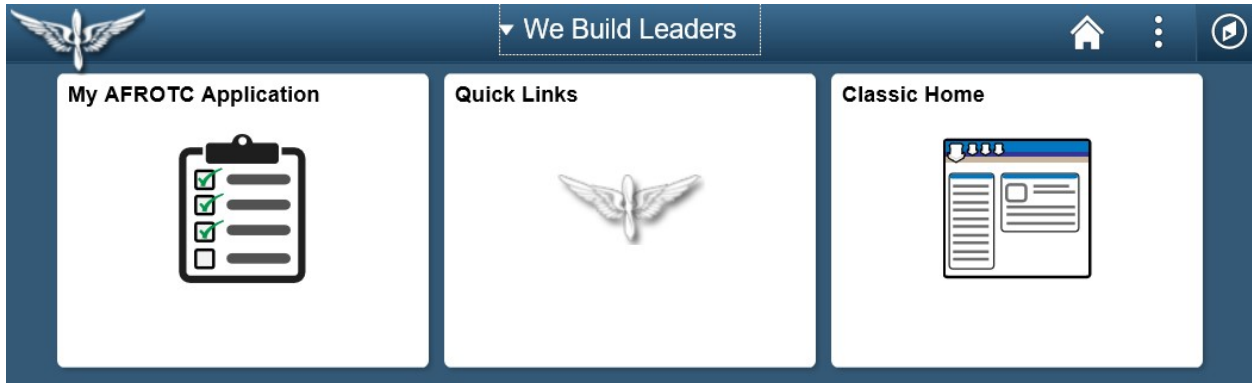 We Build Leaders
My AFROTC Application
Quick Links
Classic Home